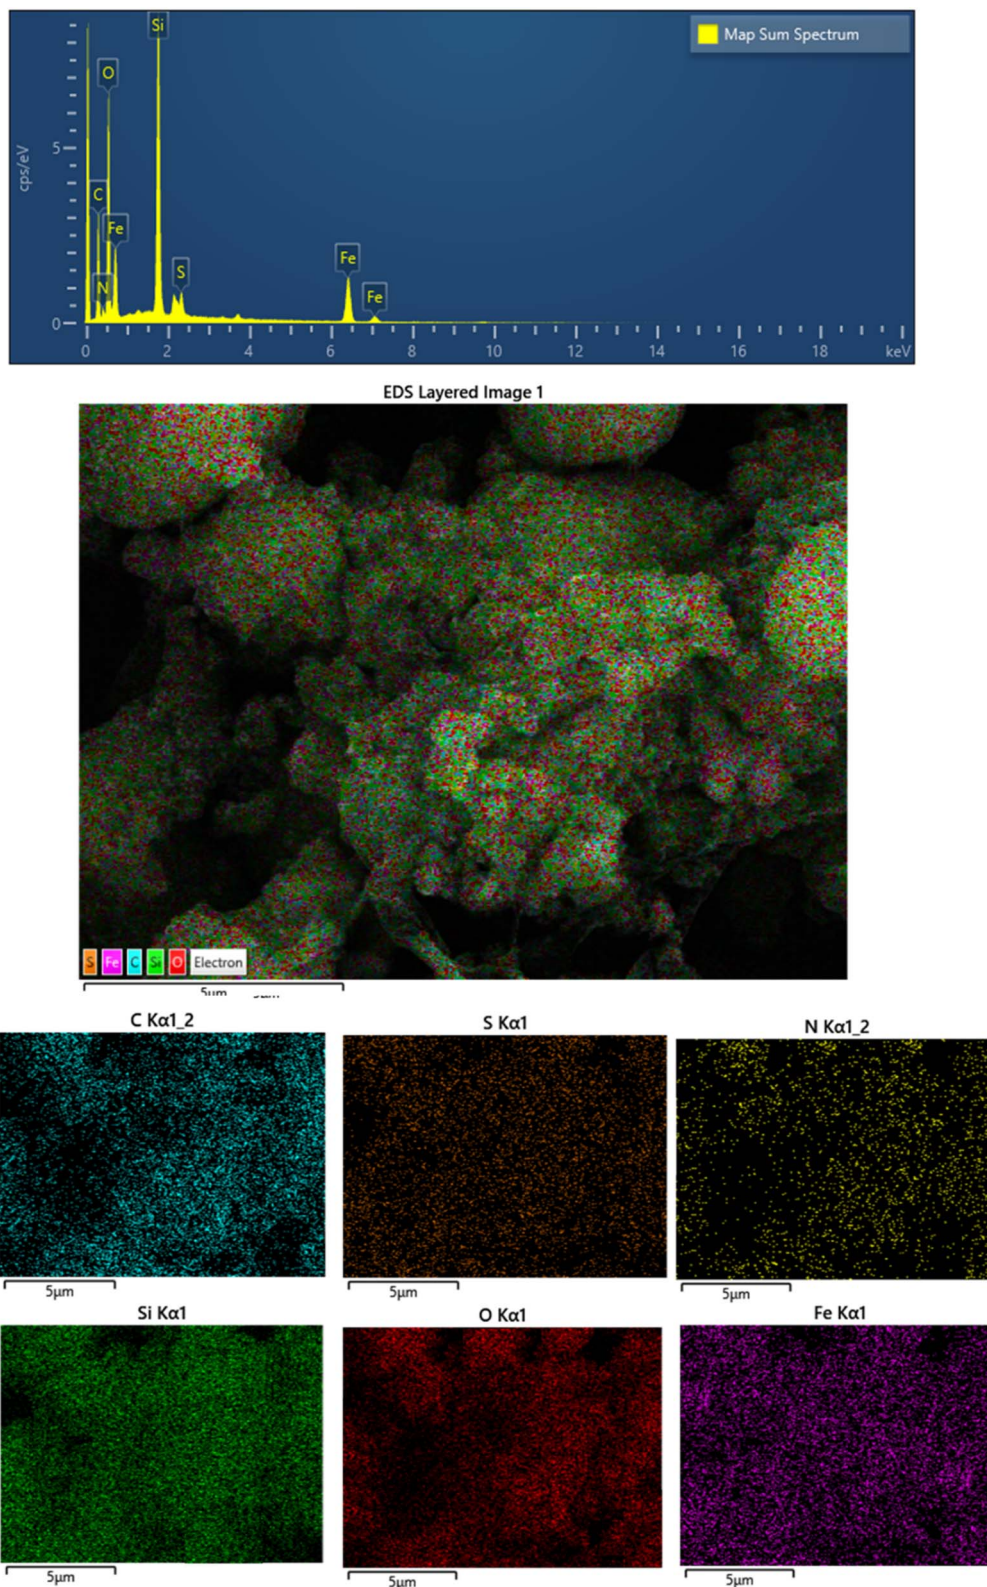 Map Sum Spectrum
Si
O
C
Fe
N
S
Fe
Fe
cps/eV
5
0
0 2 4 6 8 10 12 14 16 18 keV
EDS Layered Image 1
S Fe C Si O Electron
5µm
C Kα1_2
S Kα1
N Kα1_2
5µm
5µm
5µm
Si Kα1
O Kα1
Fe Kα1
5µm
5µm
5µm